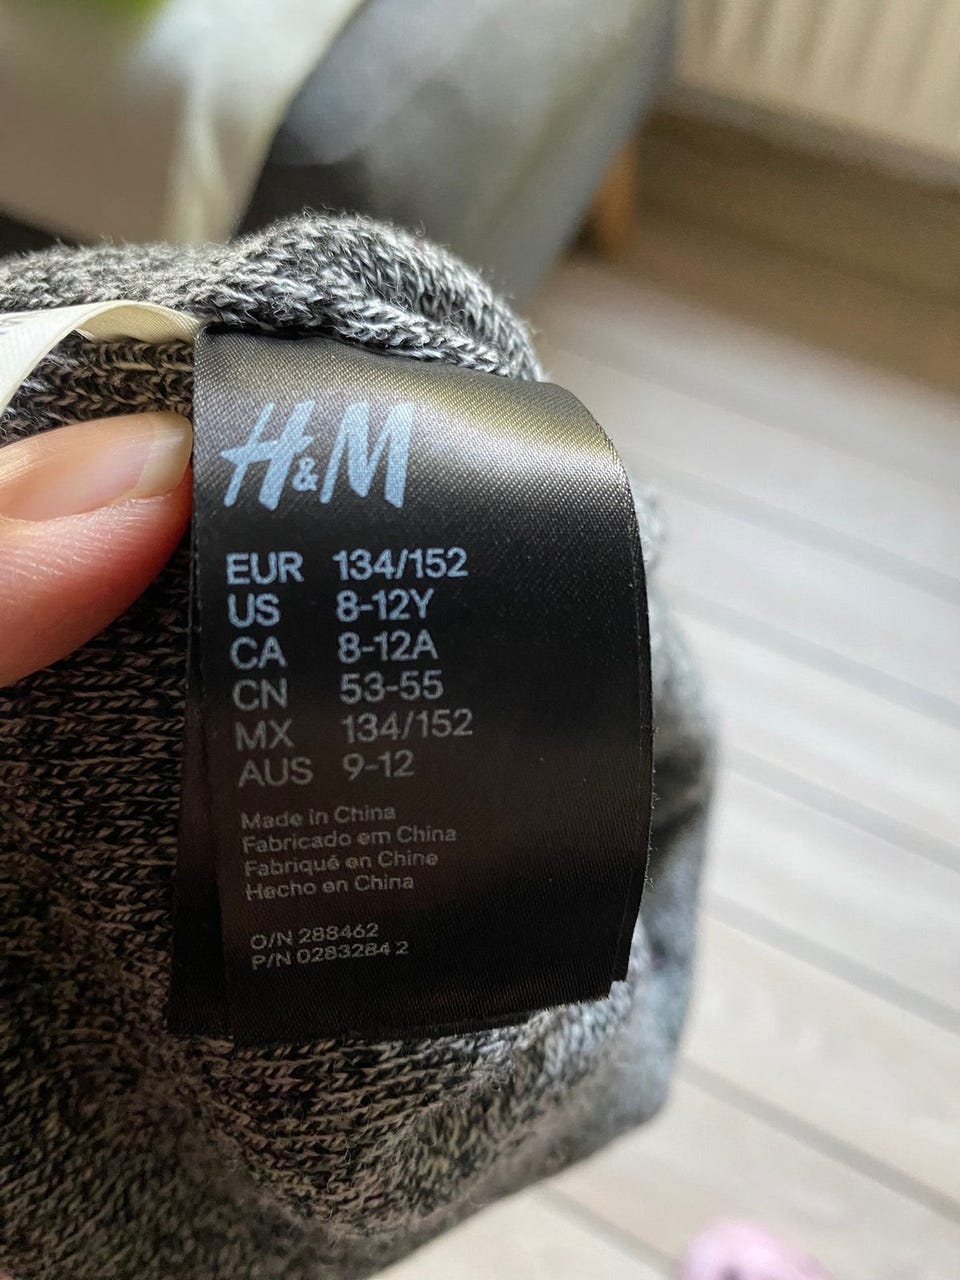 H&M
EUR 134/152
US 8-12Y
CA 8-12A
CN 53-55
MX 134/152
AUS 9-12
Made in China
Fabricado em China
Fabriqué en Chine
Hecho en China
O/N 288462
P/N 0283284 2